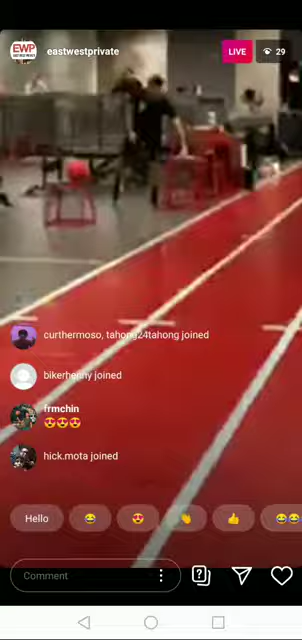 EWP
eastwestprivate
LIVE
29
curthermoso, tahong24tahong joined
bikerhenny joined
frmchin
hick.mota joined
Hello
Comment